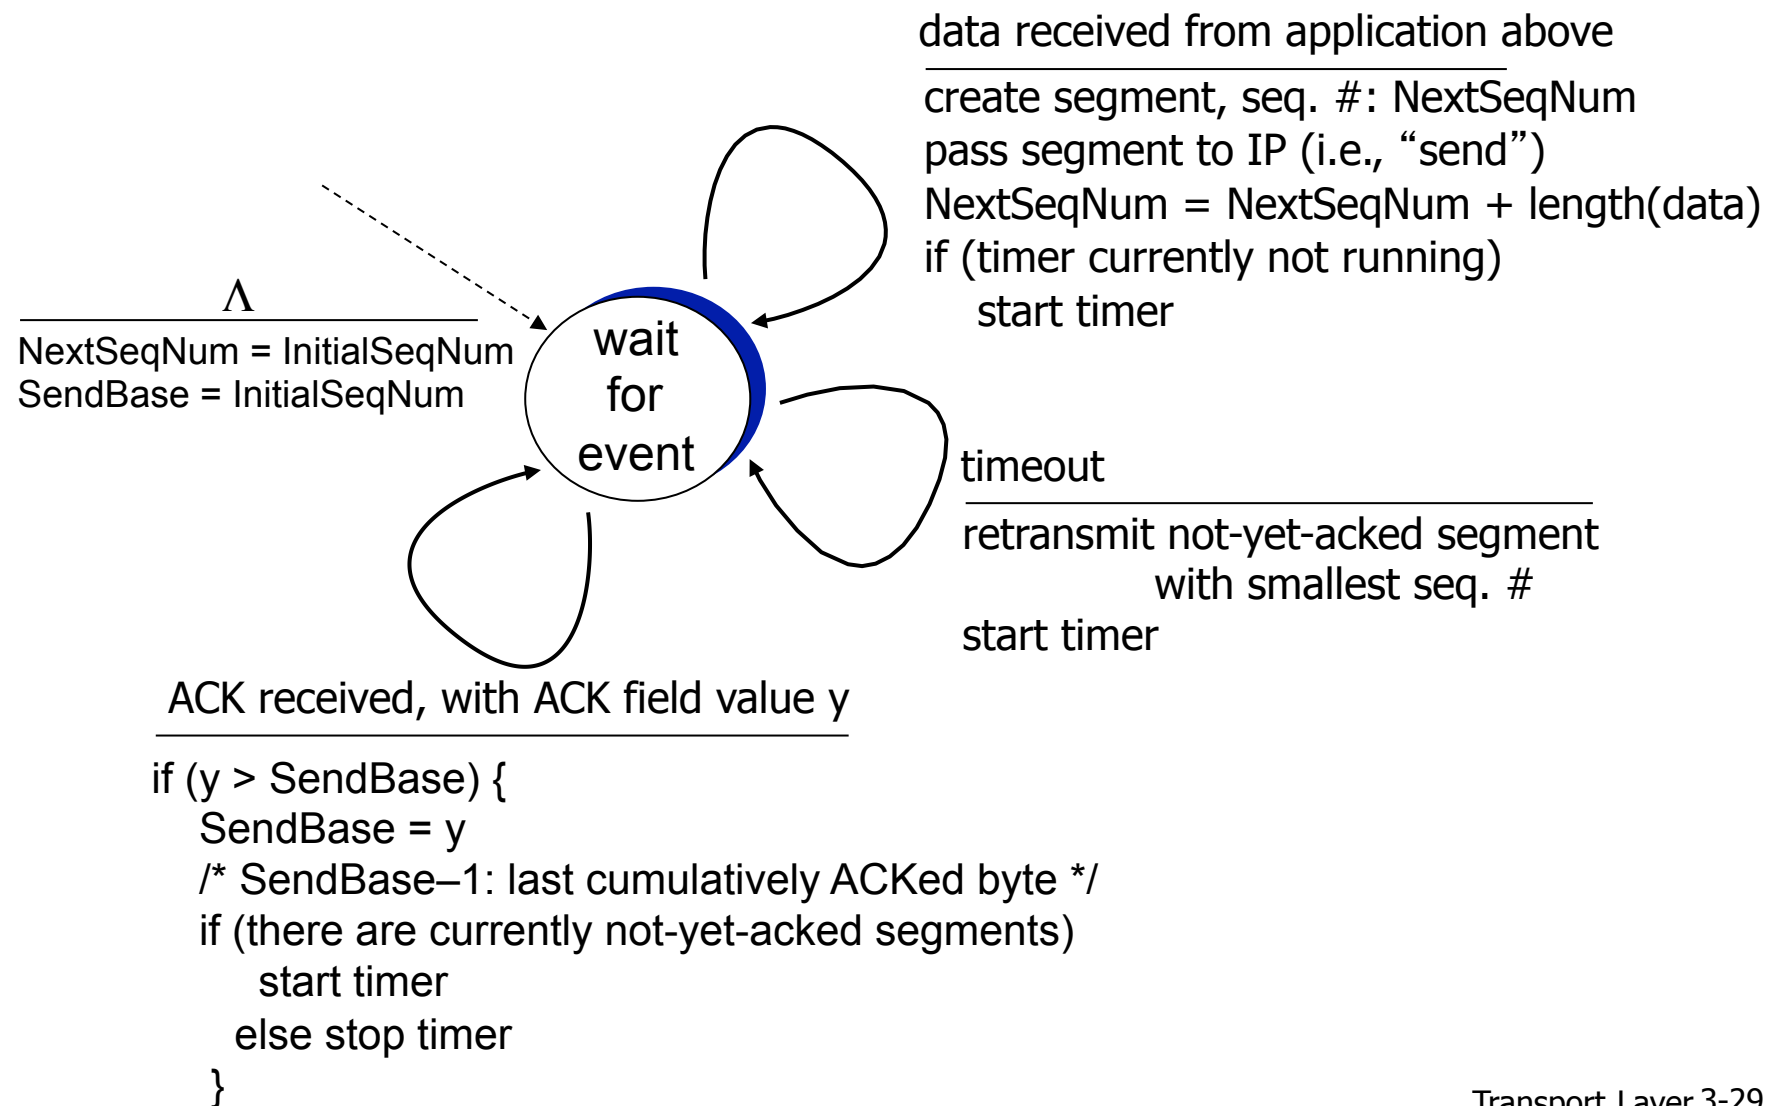 data received from application above
create segment, seq. #: NextSeqNum
pass segment to IP (i.e., “send”)
NextSeqNum = NextSeqNum + length(data)
if (timer currently not running)
start timer
Λ
NextSeqNum = InitialSeqNum
SendBase = InitialSeqNum
wait
for
event
timeout
retransmit not-yet-acked segment
with smallest seq. #
start timer
ACK received, with ACK field value y
if (y > SendBase) {
SendBase = y
/* SendBase–1: last cumulatively ACKed byte */
if (there are currently not-yet-acked segments)
start timer
else stop timer
}
Transport Layer 3-29